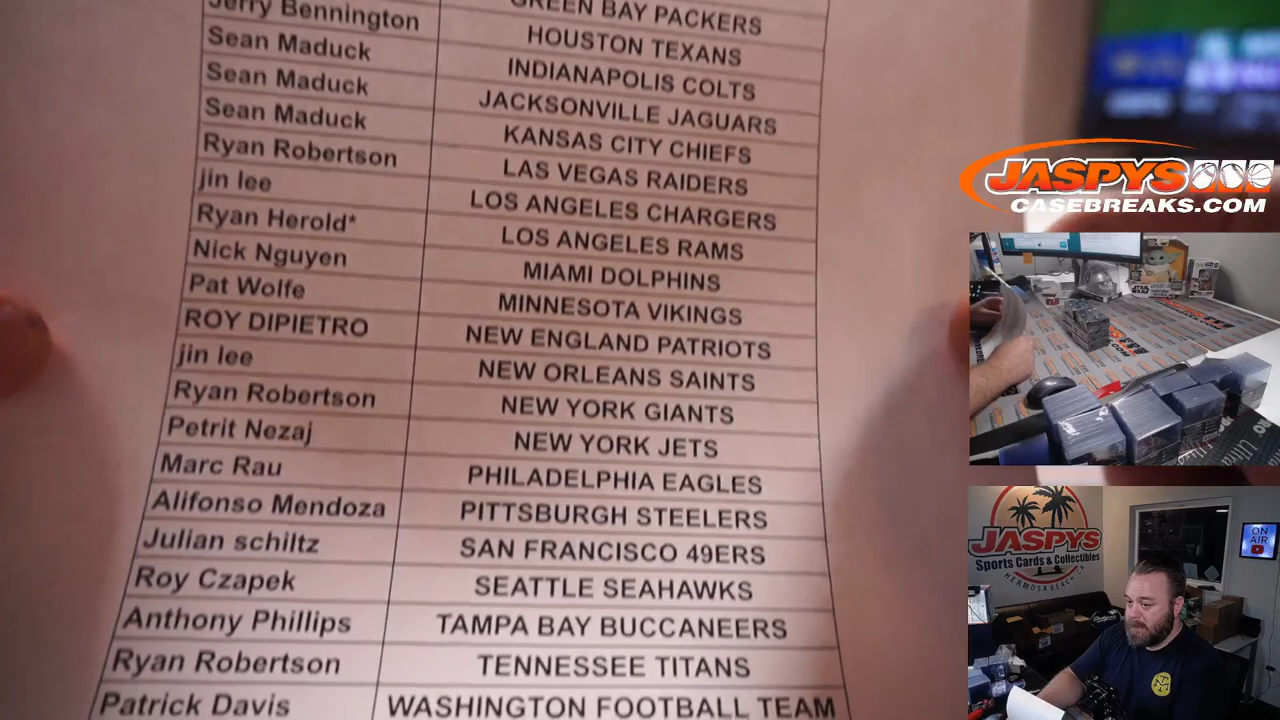 GREEN BAY PACKERS
Jerry Bennington HOUSTON TEXANS
Sean Maduck INDIANAPOLIS COLTS
Sean Maduck JACKSONVILLE JAGUARS
Sean Maduck KANSAS CITY CHIEFS
Ryan Robertson LAS VEGAS RAIDERS
jin lee LOS ANGELES CHARGERS
Ryan Herold* LOS ANGELES RAMS
Nick Nguyen MIAMI DOLPHINS
Pat Wolfe MINNESOTA VIKINGS
ROY DIPIETRO NEW ENGLAND PATRIOTS
jin lee NEW ORLEANS SAINTS
Ryan Robertson NEW YORK GIANTS
Petrit Nezaj NEW YORK JETS
Marc Rau PHILADELPHIA EAGLES
Alifonso Mendoza PITTSBURGH STEELERS
Julian schiltz SAN FRANCISCO 49ERS
Roy Czapek SEATTLE SEAHAWKS
Anthony Phillips TAMPA BAY BUCCANEERS
Ryan Robertson TENNESSEE TITANS
Patrick Davis WASHINGTON FOOTBALL TEAM
JASPYS
CASEBREAKS.COM
STAR WARS
JASPYS
Sports Cards & Collectibles
HERMOSA BEACH CA
ON
AIR